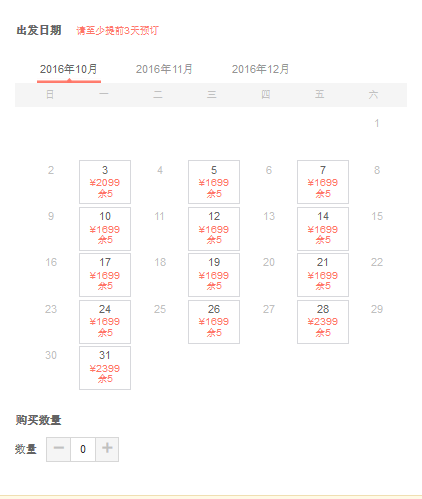 出发日期 请至少提前3天预订
2016年10月 2016年11月 2016年12月
日 一 二 三 四 五 六
1
2 3 4 5 6 7 8
¥2099 ¥1699 ¥1699
余5 余5 余5
9 10 11 12 13 14 15
¥1699 ¥1699 ¥1699
余5 余5 余5
16 17 18 19 20 21 22
¥1699 ¥1699 ¥1699
余5 余5 余5
23 24 25 26 27 28 29
¥1699 ¥1699 ¥2399
余5 余5 余5
30 31
¥2399
余5
购买数量
数量 − 0 +